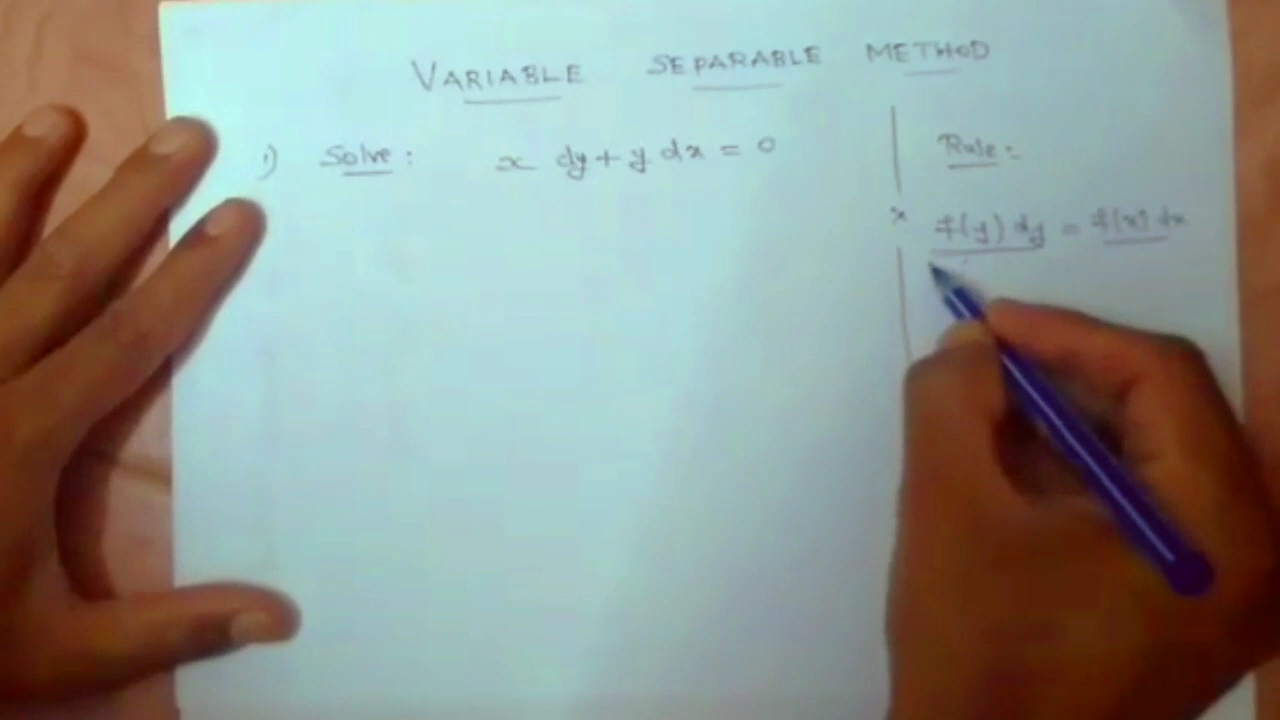 VARIABLE SEPARABLE METHOD
1) Solve: x dy + y dx = 0
Rule:
x f(y) dy = f(x) dx